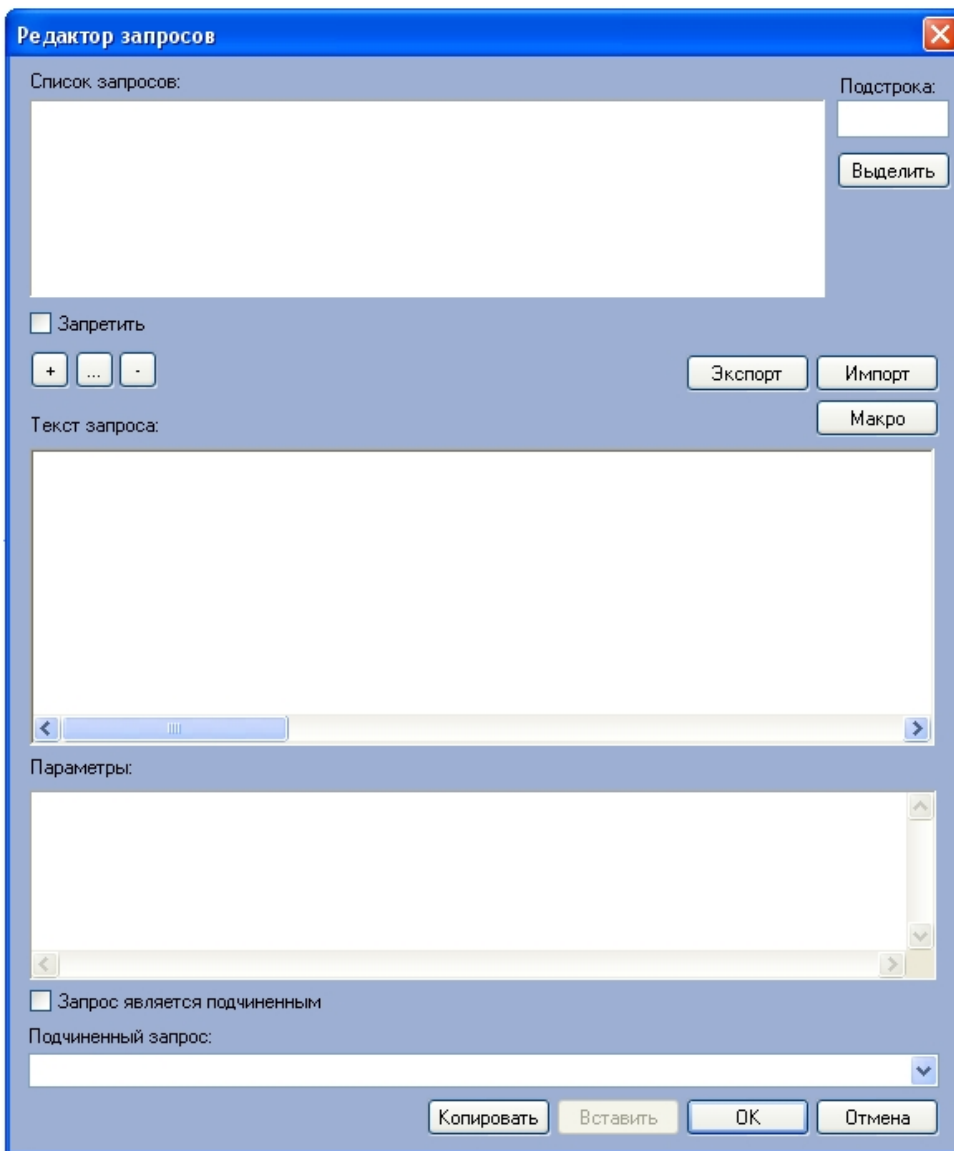 Редактор запросов
Список запросов:
Подстрока:
Выделить
Запретить
+ ... -
Экспорт Импорт
Макро
Текст запроса:
Параметры:
Запрос является подчиненным
Подчиненный запрос:
Копировать Вставить OK Отмена